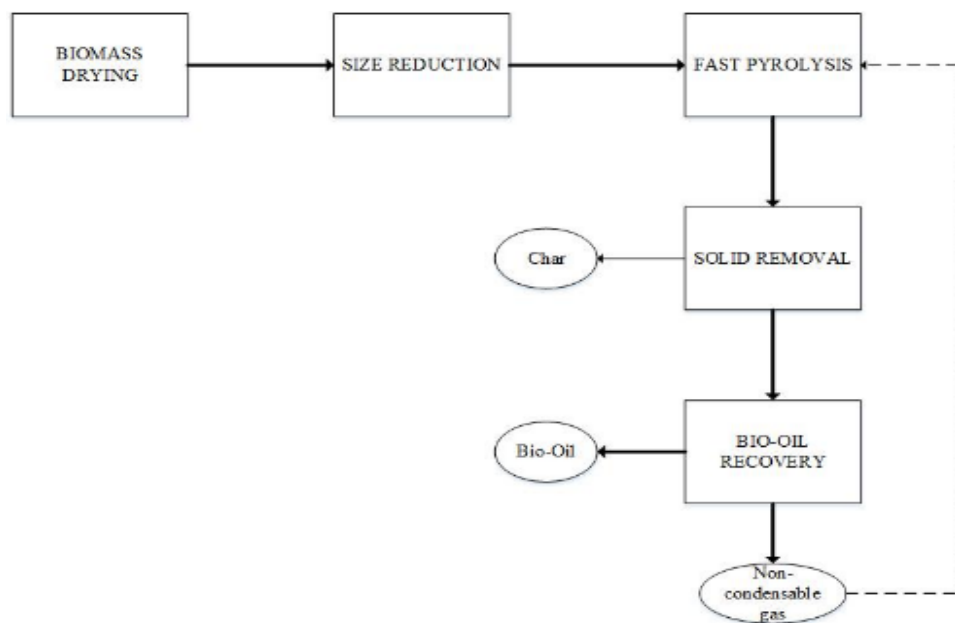 BIOMASS
DRYING
SIZE REDUCTION
FAST PYROLYSIS
Char
SOLID REMOVAL
Bio-Oil
BIO-OIL
RECOVERY
Non-
condensable
gas